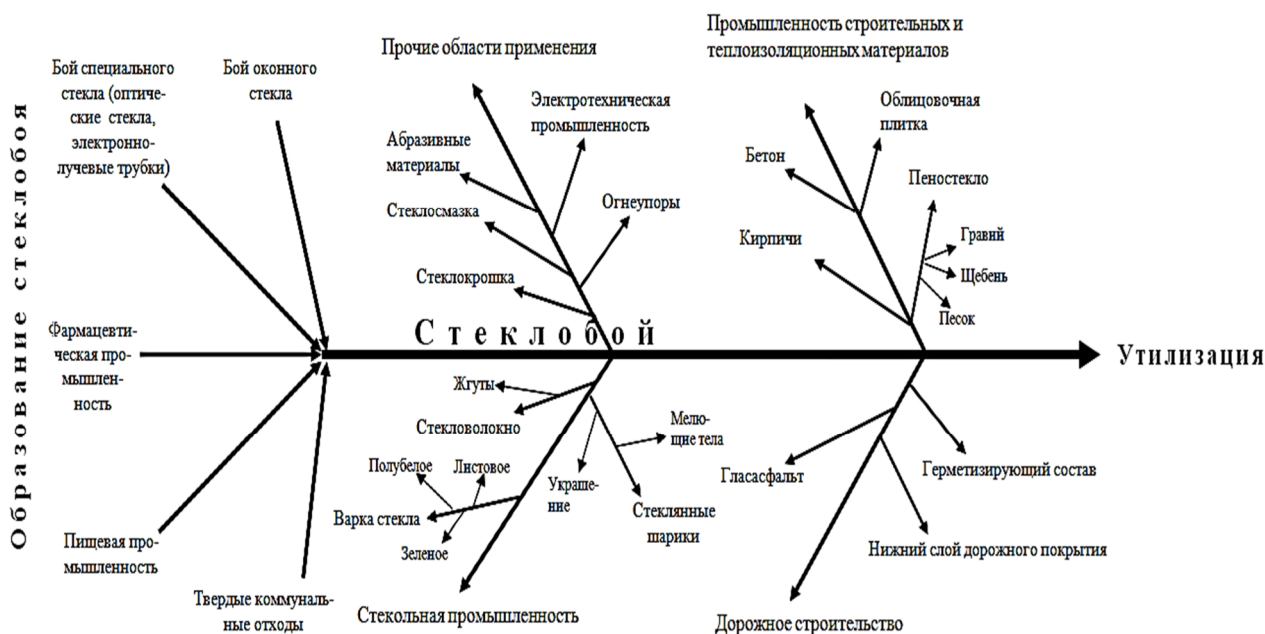 Образование стеклобоя
Бой специального
стекла (оптиче-
ские стекла,
электронно-
лучевые трубки)
Бой оконного
стекла
Фармацевти-
ческая про-
мышлен-
ность
Пищевая про-
мышленность
Твердые коммуналь-
ные отходы
Стеклобой
Утилизация
Прочие области применения
Электротехническая
промышленность
Абразивные
материалы
Огнеупоры
Стеклосмазка
Стеклокрошка
Промышленность строительных и
теплоизоляционных материалов
Облицовочная
плитка
Бетон
Пеностекло
Кирпичи
Гравий
Щебень
Песок
Жгуты
Стекловолокно
Мелю-
щие тела
Полубелое
Листовое
Украше-
ние
Варка стекла
Зеленое
Стеклянные
шарики
Стекольная промышленность
Гласасфальт
Герметизирующий состав
Нижний слой дорожного покрытия
Дорожное строительство